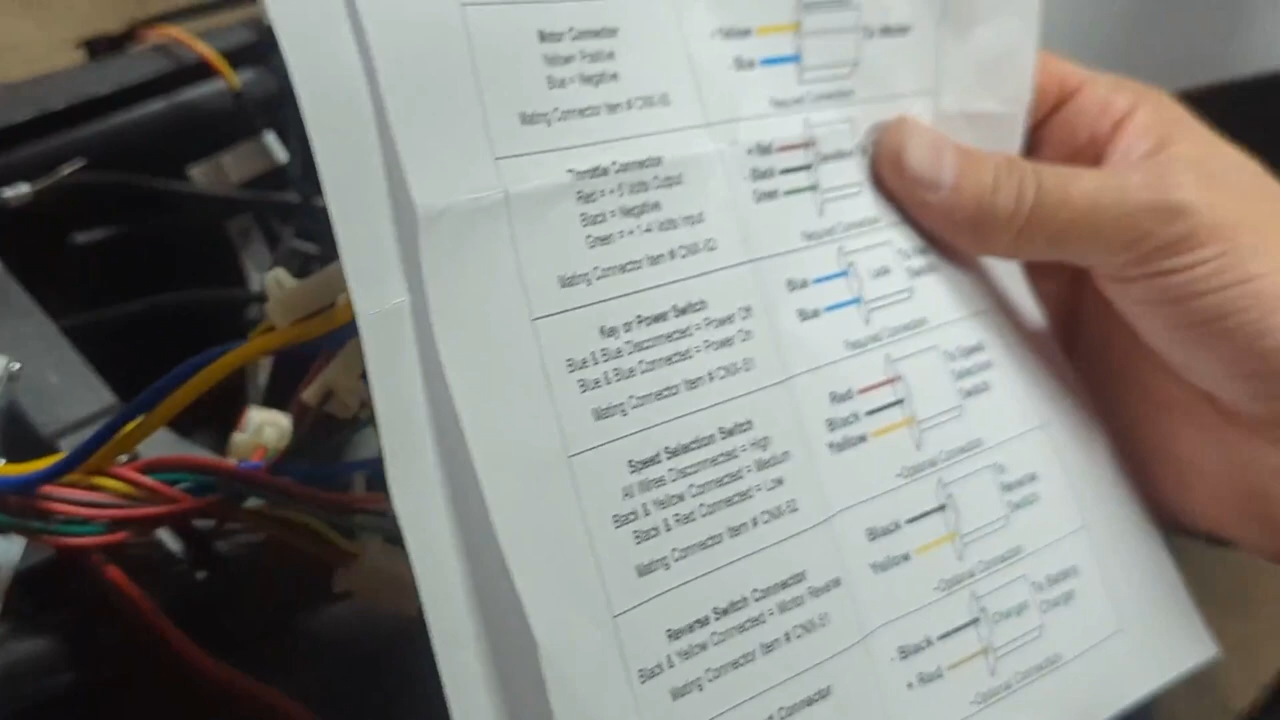 Motor Connector
Yellow= Positive
Blue = Negative
Mating Connector Item # CNX-
Yellow
Blue
To Motor
Required Connection
Throttle Connector
Red = + 5 Volts Output
Black = Negative
Green = + 1-4 Volts Input
Mating Connector Item # CNX-
+ Red
- Black
Green
Required Connection
Key or Power Switch
Blue & Blue Disconnected = Power Off
Blue & Blue Connected = Power On
Mating Connector Item # CNX-
Blue
Blue
Lock
Required Connection
Speed Selection Switch
All Wires Disconnected = High
Black & Yellow Connected = Medium
Black & Red Connected = Low
Mating Connector Item # CNX-
Red
Black
Yellow
To Speed
Selection
Switch
~Optional Connection
Reverse Switch Connector
Black & Yellow Connected = Motor Reverse
Mating Connector Item # CNX-
Black
Yellow
To
Reverse
Switch
~Optional Connection
Connector
- Black
+ Red
Charger
To Battery
Charger
~Optional Connection